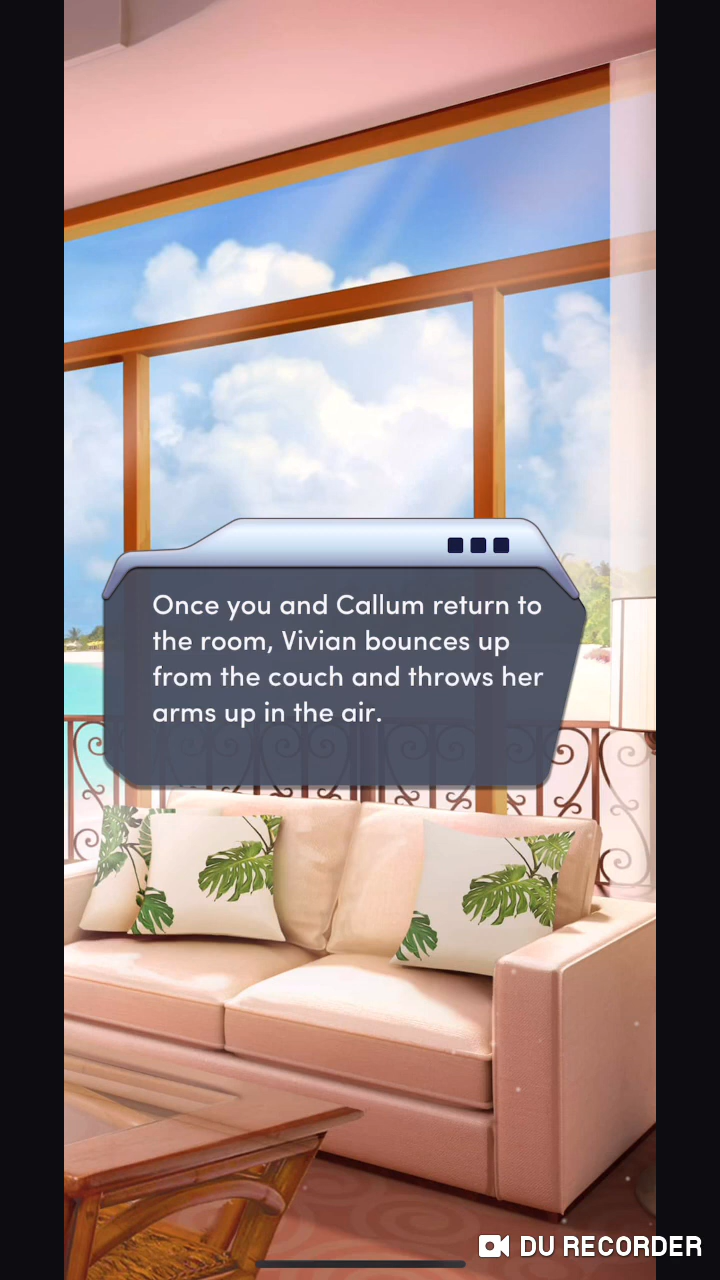 Once you and Callum return to
the room, Vivian bounces up
from the couch and throws her
arms up in the air.
DU RECORDER